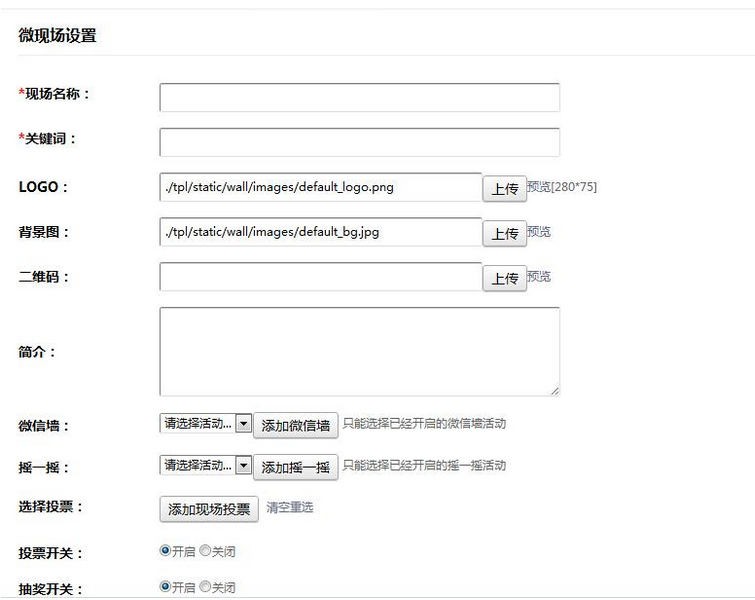 微现场设置
*现场名称：
*关键词：
LOGO： ./tpl/static/wall/images/default_logo.png 上传 预览[280*75]
背景图： ./tpl/static/wall/images/default_bg.jpg 上传 预览
二维码： 上传 预览
简介：
微信墙： 请选择活动... 添加微信墙 只能选择已经开启的微信墙活动
摇一摇： 请选择活动... 添加摇一摇 只能选择已经开启的摇一摇活动
选择投票： 添加现场投票 清空重选
投票开关： 开启 关闭
抽奖开关： 开启 关闭